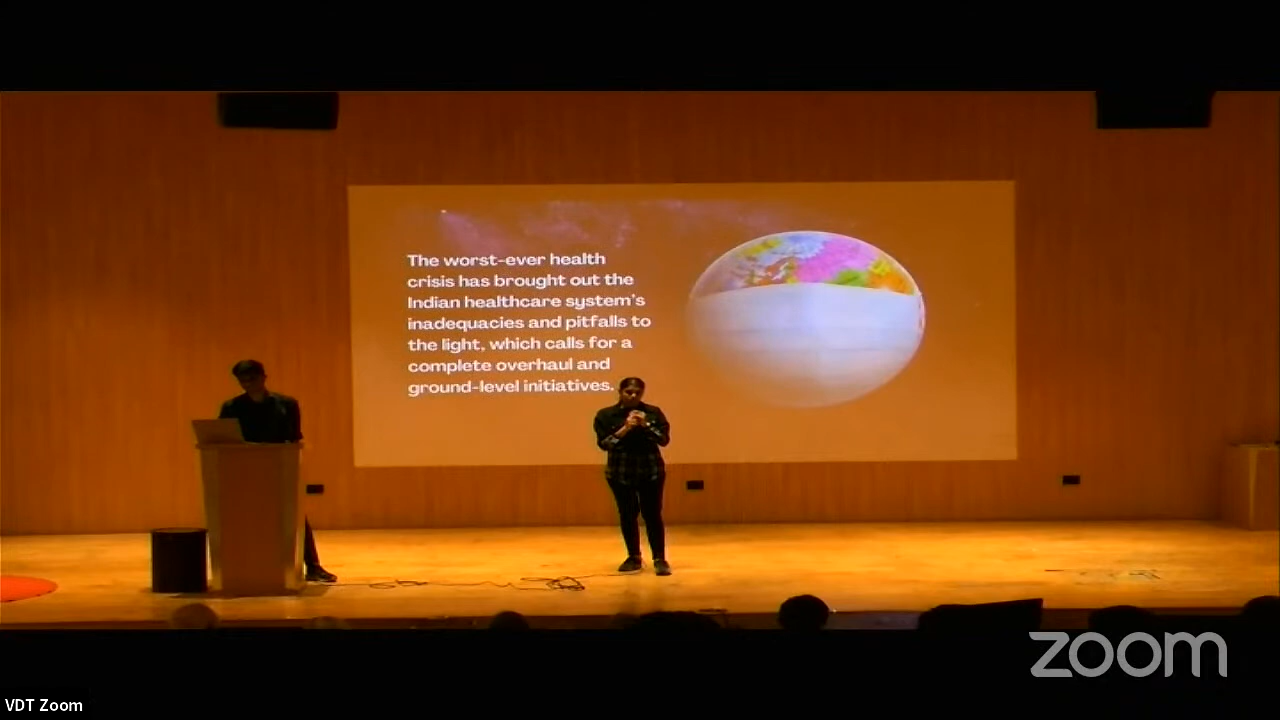 The worst-ever health
crisis has brought out the
Indian healthcare system's
inadequacies and pitfalls to
the light, which calls for a
complete overhaul and
ground-level initiatives.
zoom
VDT Zoom